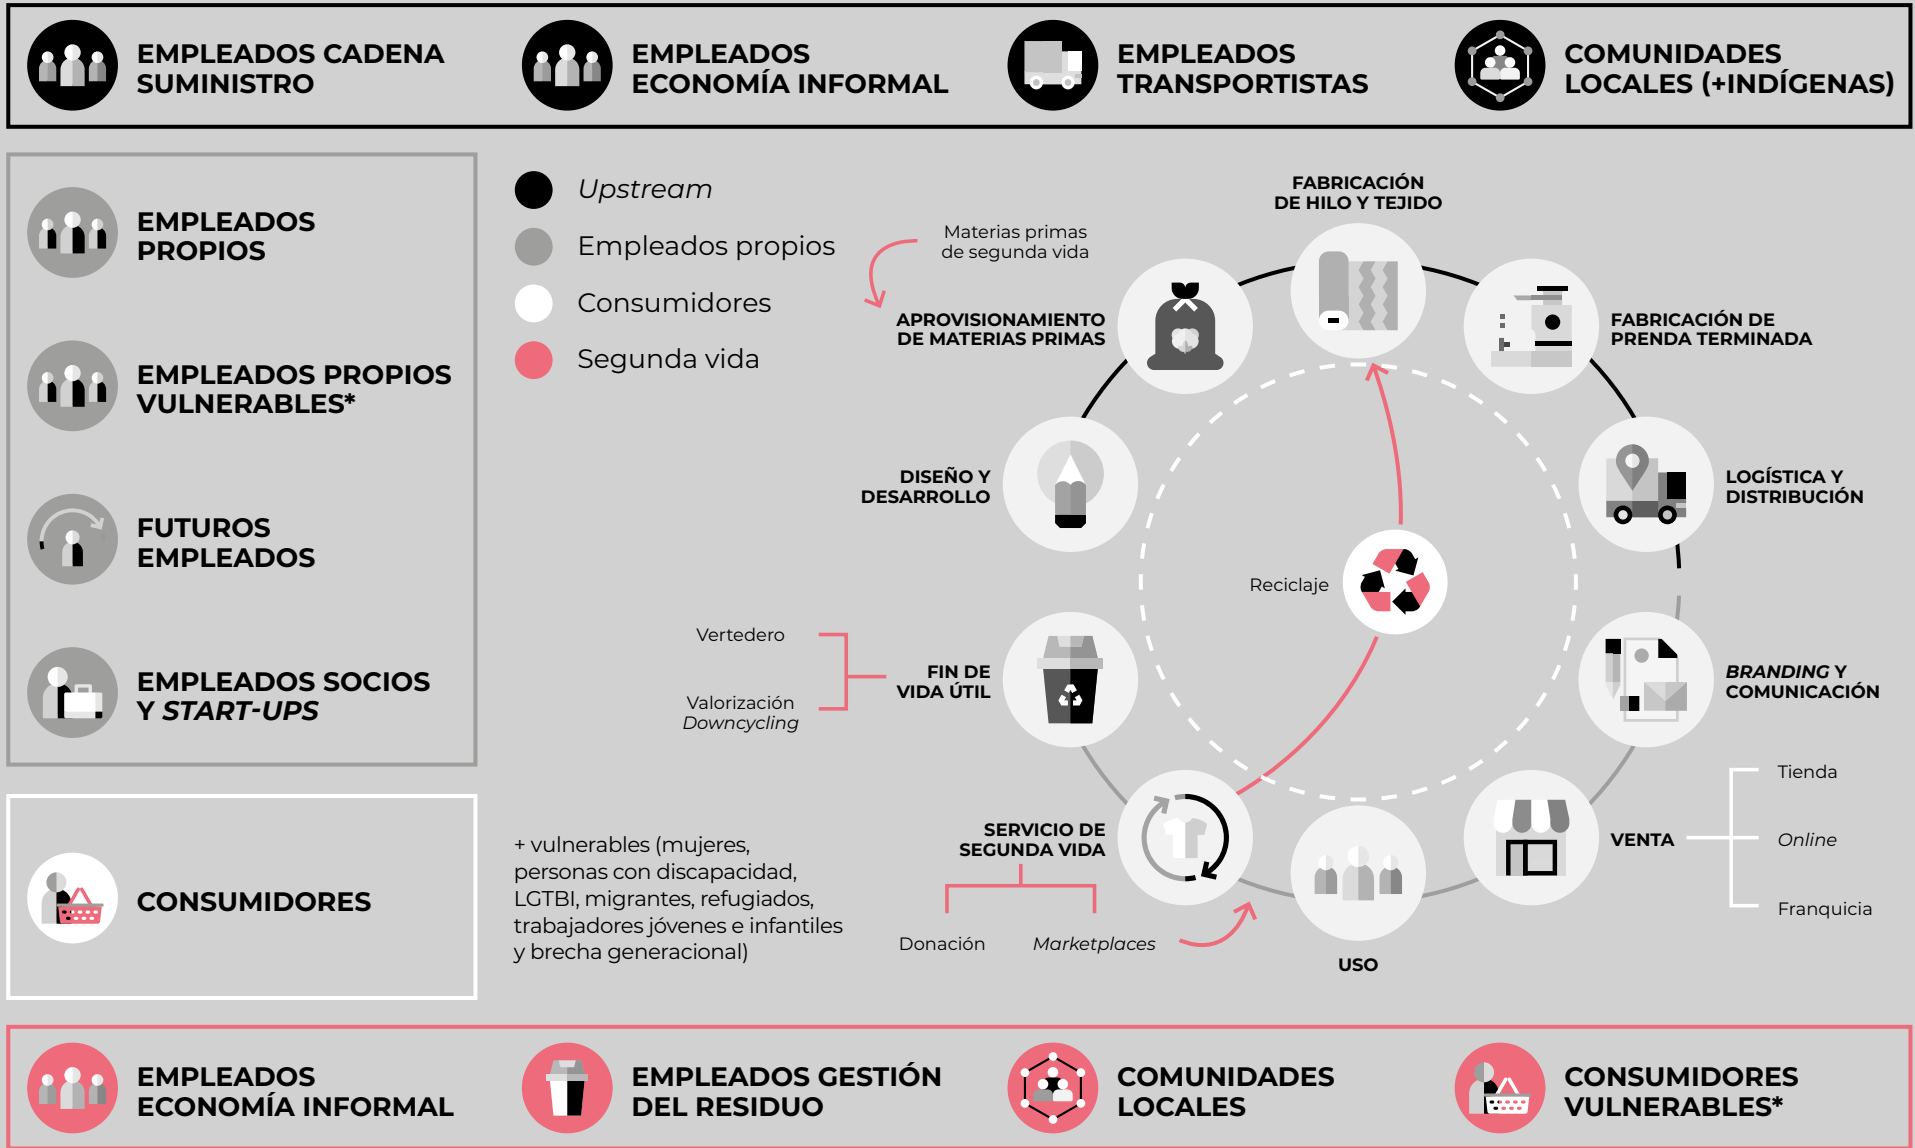 EMPLEADOS CADENA
SUMINISTRO
EMPLEADOS
ECONOMÍA INFORMAL
EMPLEADOS
TRANSPORTISTAS
COMUNIDADES
LOCALES (+INDÍGENAS)
EMPLEADOS
PROPIOS
EMPLEADOS PROPIOS
VULNERABLES*
FUTUROS
EMPLEADOS
EMPLEADOS SOCIOS
Y START-UPS
CONSUMIDORES
Upstream
Empleados propios
Consumidores
Segunda vida
+ vulnerables (mujeres,
personas con discapacidad,
LGTBI, migrantes, refugiados,
trabajadores jóvenes e infantiles
y brecha generacional)
Materias primas
de segunda vida
APROVISIONAMIENTO
DE MATERIAS PRIMAS
FABRICACIÓN
DE HILO Y TEJIDO
FABRICACIÓN DE
PRENDA TERMINADA
DISEÑO Y
DESARROLLO
LOGÍSTICA Y
DISTRIBUCIÓN
Reciclaje
Vertedero
Valorización
Downcycling
FIN DE
VIDA ÚTIL
BRANDING Y
COMUNICACIÓN
SERVICIO DE
SEGUNDA VIDA
Donación
Marketplaces
USO
VENTA
Tienda
Online
Franquicia
EMPLEADOS
ECONOMÍA INFORMAL
EMPLEADOS GESTIÓN
DEL RESIDUO
COMUNIDADES
LOCALES
CONSUMIDORES
VULNERABLES*